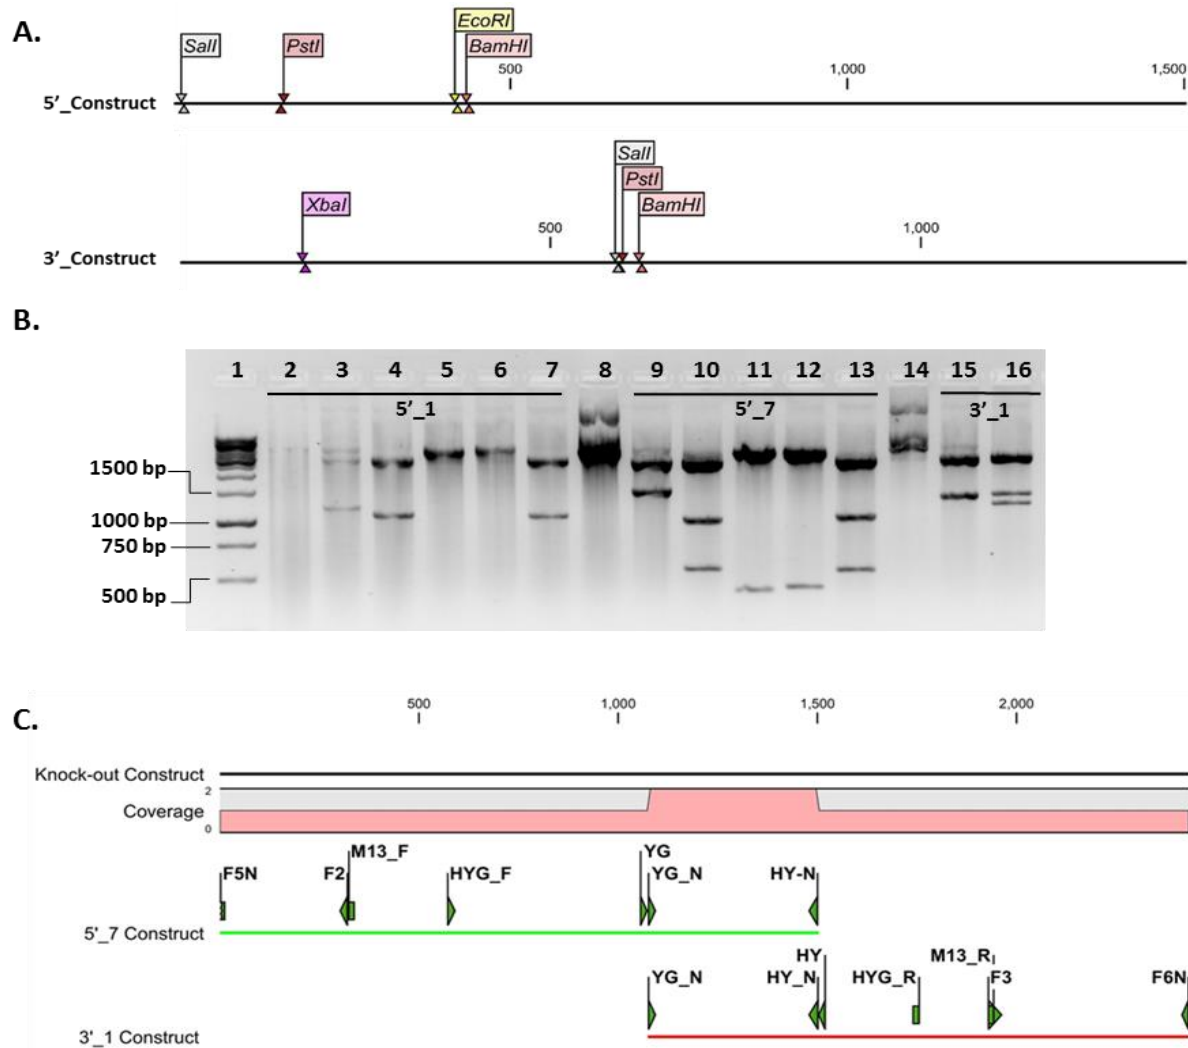 A.
SalI PstI EcoRI BamHI
500 1,000 1,500
5’_Construct
SalI
PstI
XbaI BamHI
500 1,000
3’_Construct
B.
1 2 3 4 5 6 7 8 9 10 11 12 13 14 15 16
5’_1 5’_7 3’_1
1500 bp
1000 bp
750 bp
500 bp
C.
500 1,000 1,500 2,000
Knock-out Construct
2
Coverage
0
M13_F YG
F5N F2 HYG_F YG_N HY-N
5'_7 Construct
HY M13_R
YG_N HY_N HYG_R F3 F6N
3'_1 Construct